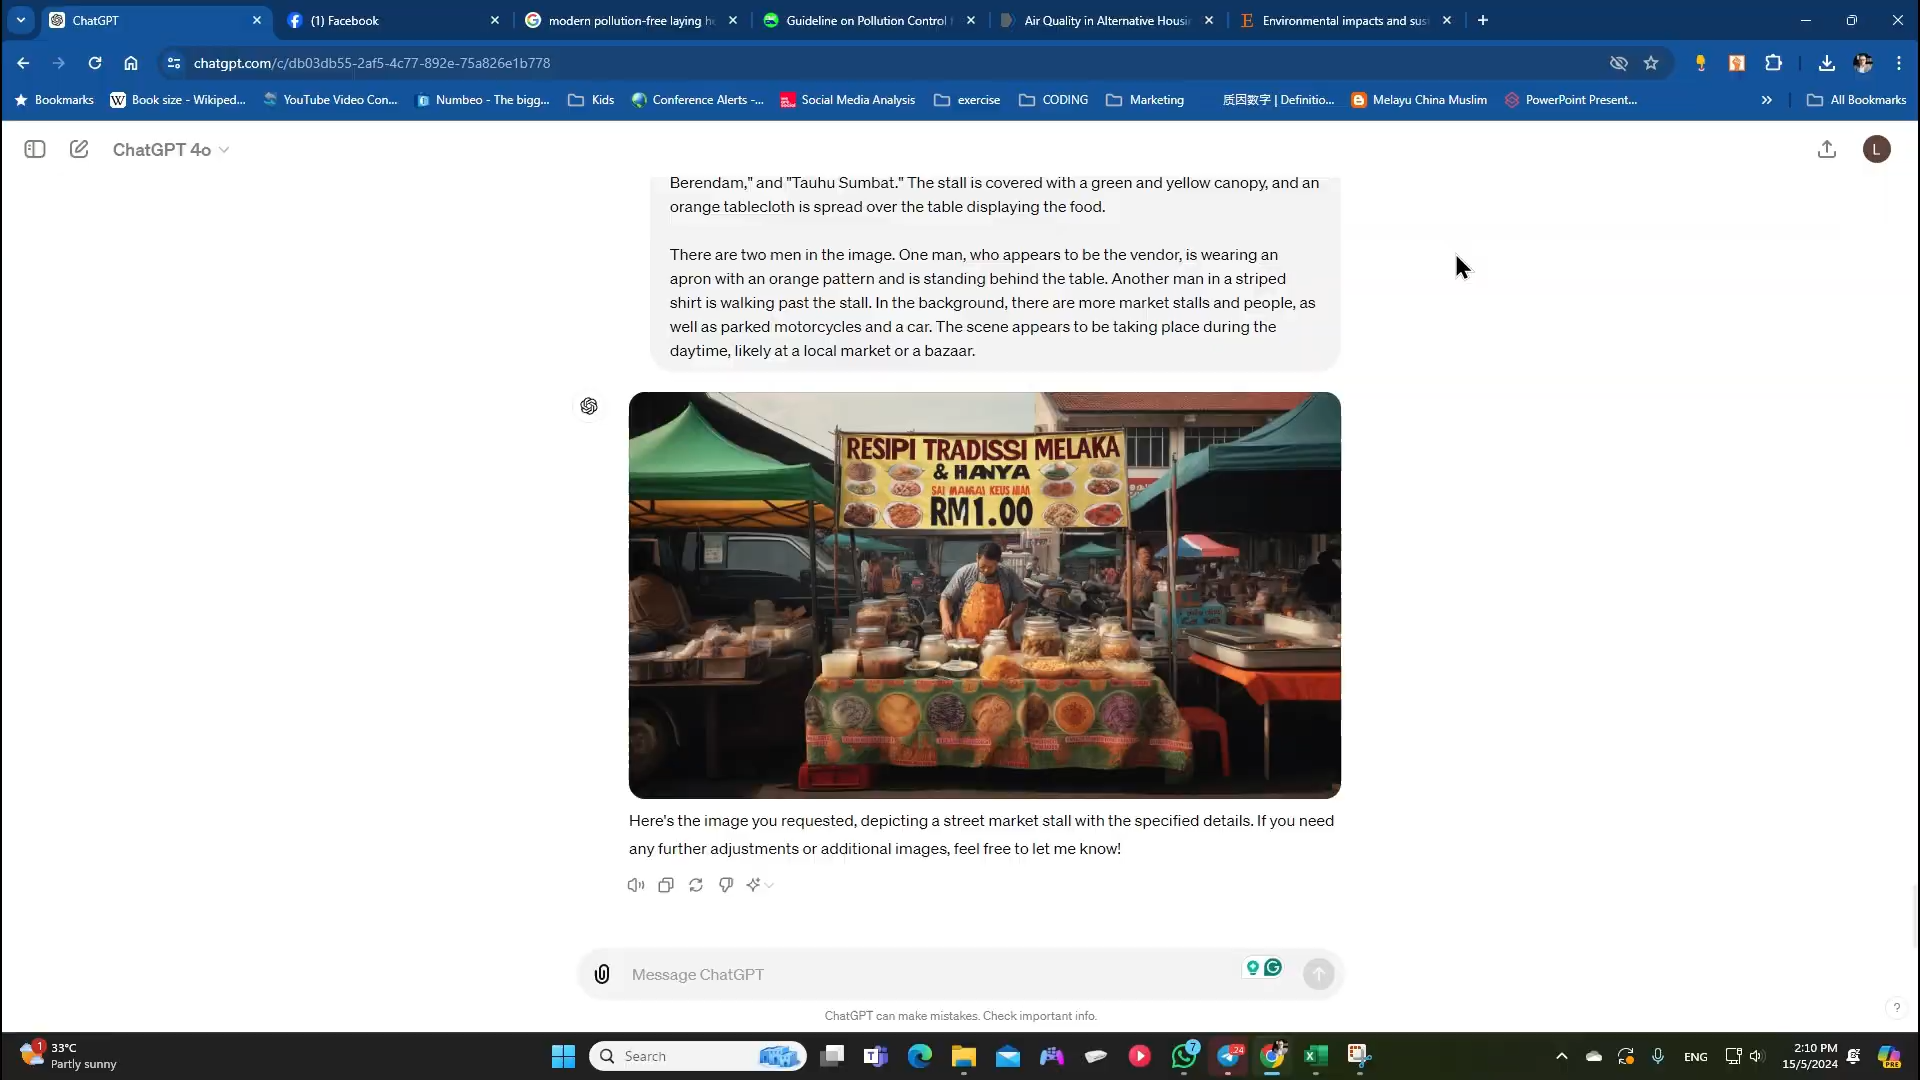 ChatGPT
(1) Facebook
modern pollution-free laying h
Guideline on Pollution Control
Air Quality in Alternative Housi
Environmental impacts and sus
chatgpt.com/c/db03db55-2af5-4c77-892e-75a826e1b778
Bookmarks
Book size - Wikiped...
YouTube Video Con...
Numbeo - The bigg...
Kids
Conference Alerts -...
Social Media Analysis
exercise
CODING
Marketing
质因数字 | Definitio...
Melayu China Muslim
PowerPoint Present...
All Bookmarks
ChatGPT 4o
L
Berendam," and "Tauhu Sumbat." The stall is covered with a green and yellow canopy, and an
orange tablecloth is spread over the table displaying the food.
There are two men in the image. One man, who appears to be the vendor, is wearing an
apron with an orange pattern and is standing behind the table. Another man in a striped
shirt is walking past the stall. In the background, there are more market stalls and people, as
well as parked motorcycles and a car. The scene appears to be taking place during the
daytime, likely at a local market or a bazaar.
RESIPI TRADISSI MELAKA
& HANYA
RM1.00
Here's the image you requested, depicting a street market stall with the specified details. If you need
any further adjustments or additional images, feel free to let me know!
Message ChatGPT
ChatGPT can make mistakes. Check important info.
?
1
33°C
Partly sunny
Search
7
24
ENG
2:10 PM
15/5/2024
PRE